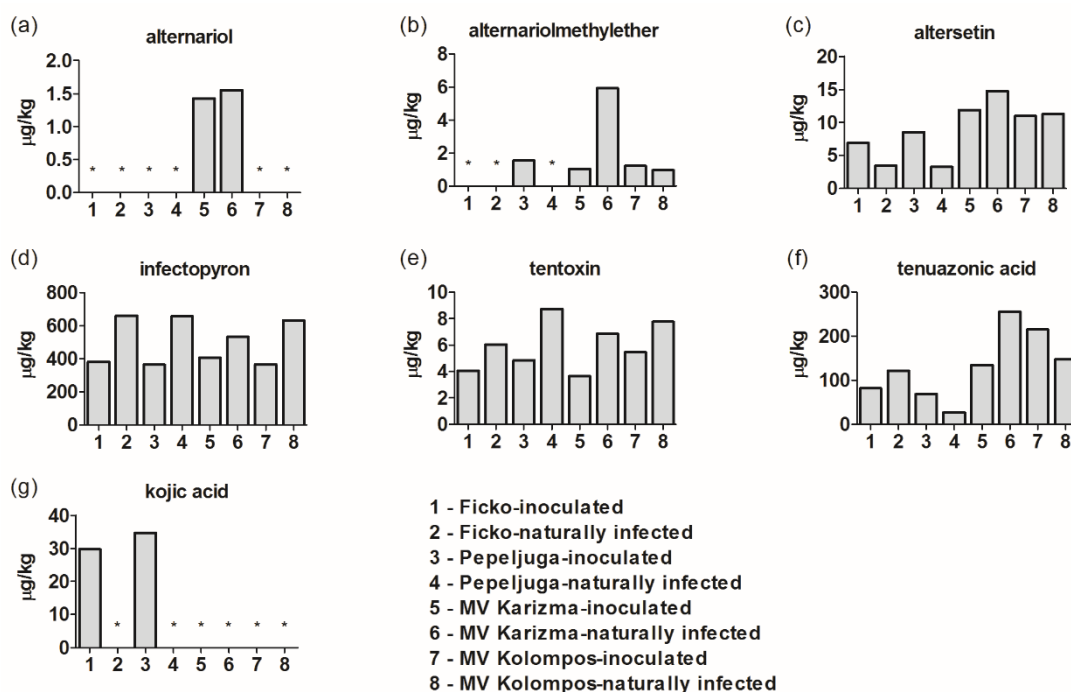 (a)
alternariol
µg/kg
2.0
1.5
1.0
0.5
0.0
* * * * * *
1 2 3 4 5 6 7 8
(b)
alternariolmethylether
µg/kg
8
6
4
2
0
* * *
1 2 3 4 5 6 7 8
(c)
altersetin
µg/kg
20
15
10
5
0
1 2 3 4 5 6 7 8
(d)
infectopyron
µg/kg
800
600
400
200
0
1 2 3 4 5 6 7 8
(e)
tentoxin
µg/kg
10
8
6
4
2
0
1 2 3 4 5 6 7 8
(f)
tenuazonic acid
µg/kg
300
200
100
0
1 2 3 4 5 6 7 8
(g)
kojic acid
µg/kg
40
30
20
10
0
* * * * * *
1 2 3 4 5 6 7 8
1 - Ficko-inoculated
2 - Ficko-naturally infected
3 - Pepeljuga-inoculated
4 - Pepeljuga-naturally infected
5 - MV Karizma-inoculated
6 - MV Karizma-naturally infected
7 - MV Kolompos-inoculated
8 - MV Kolompos-naturally infected